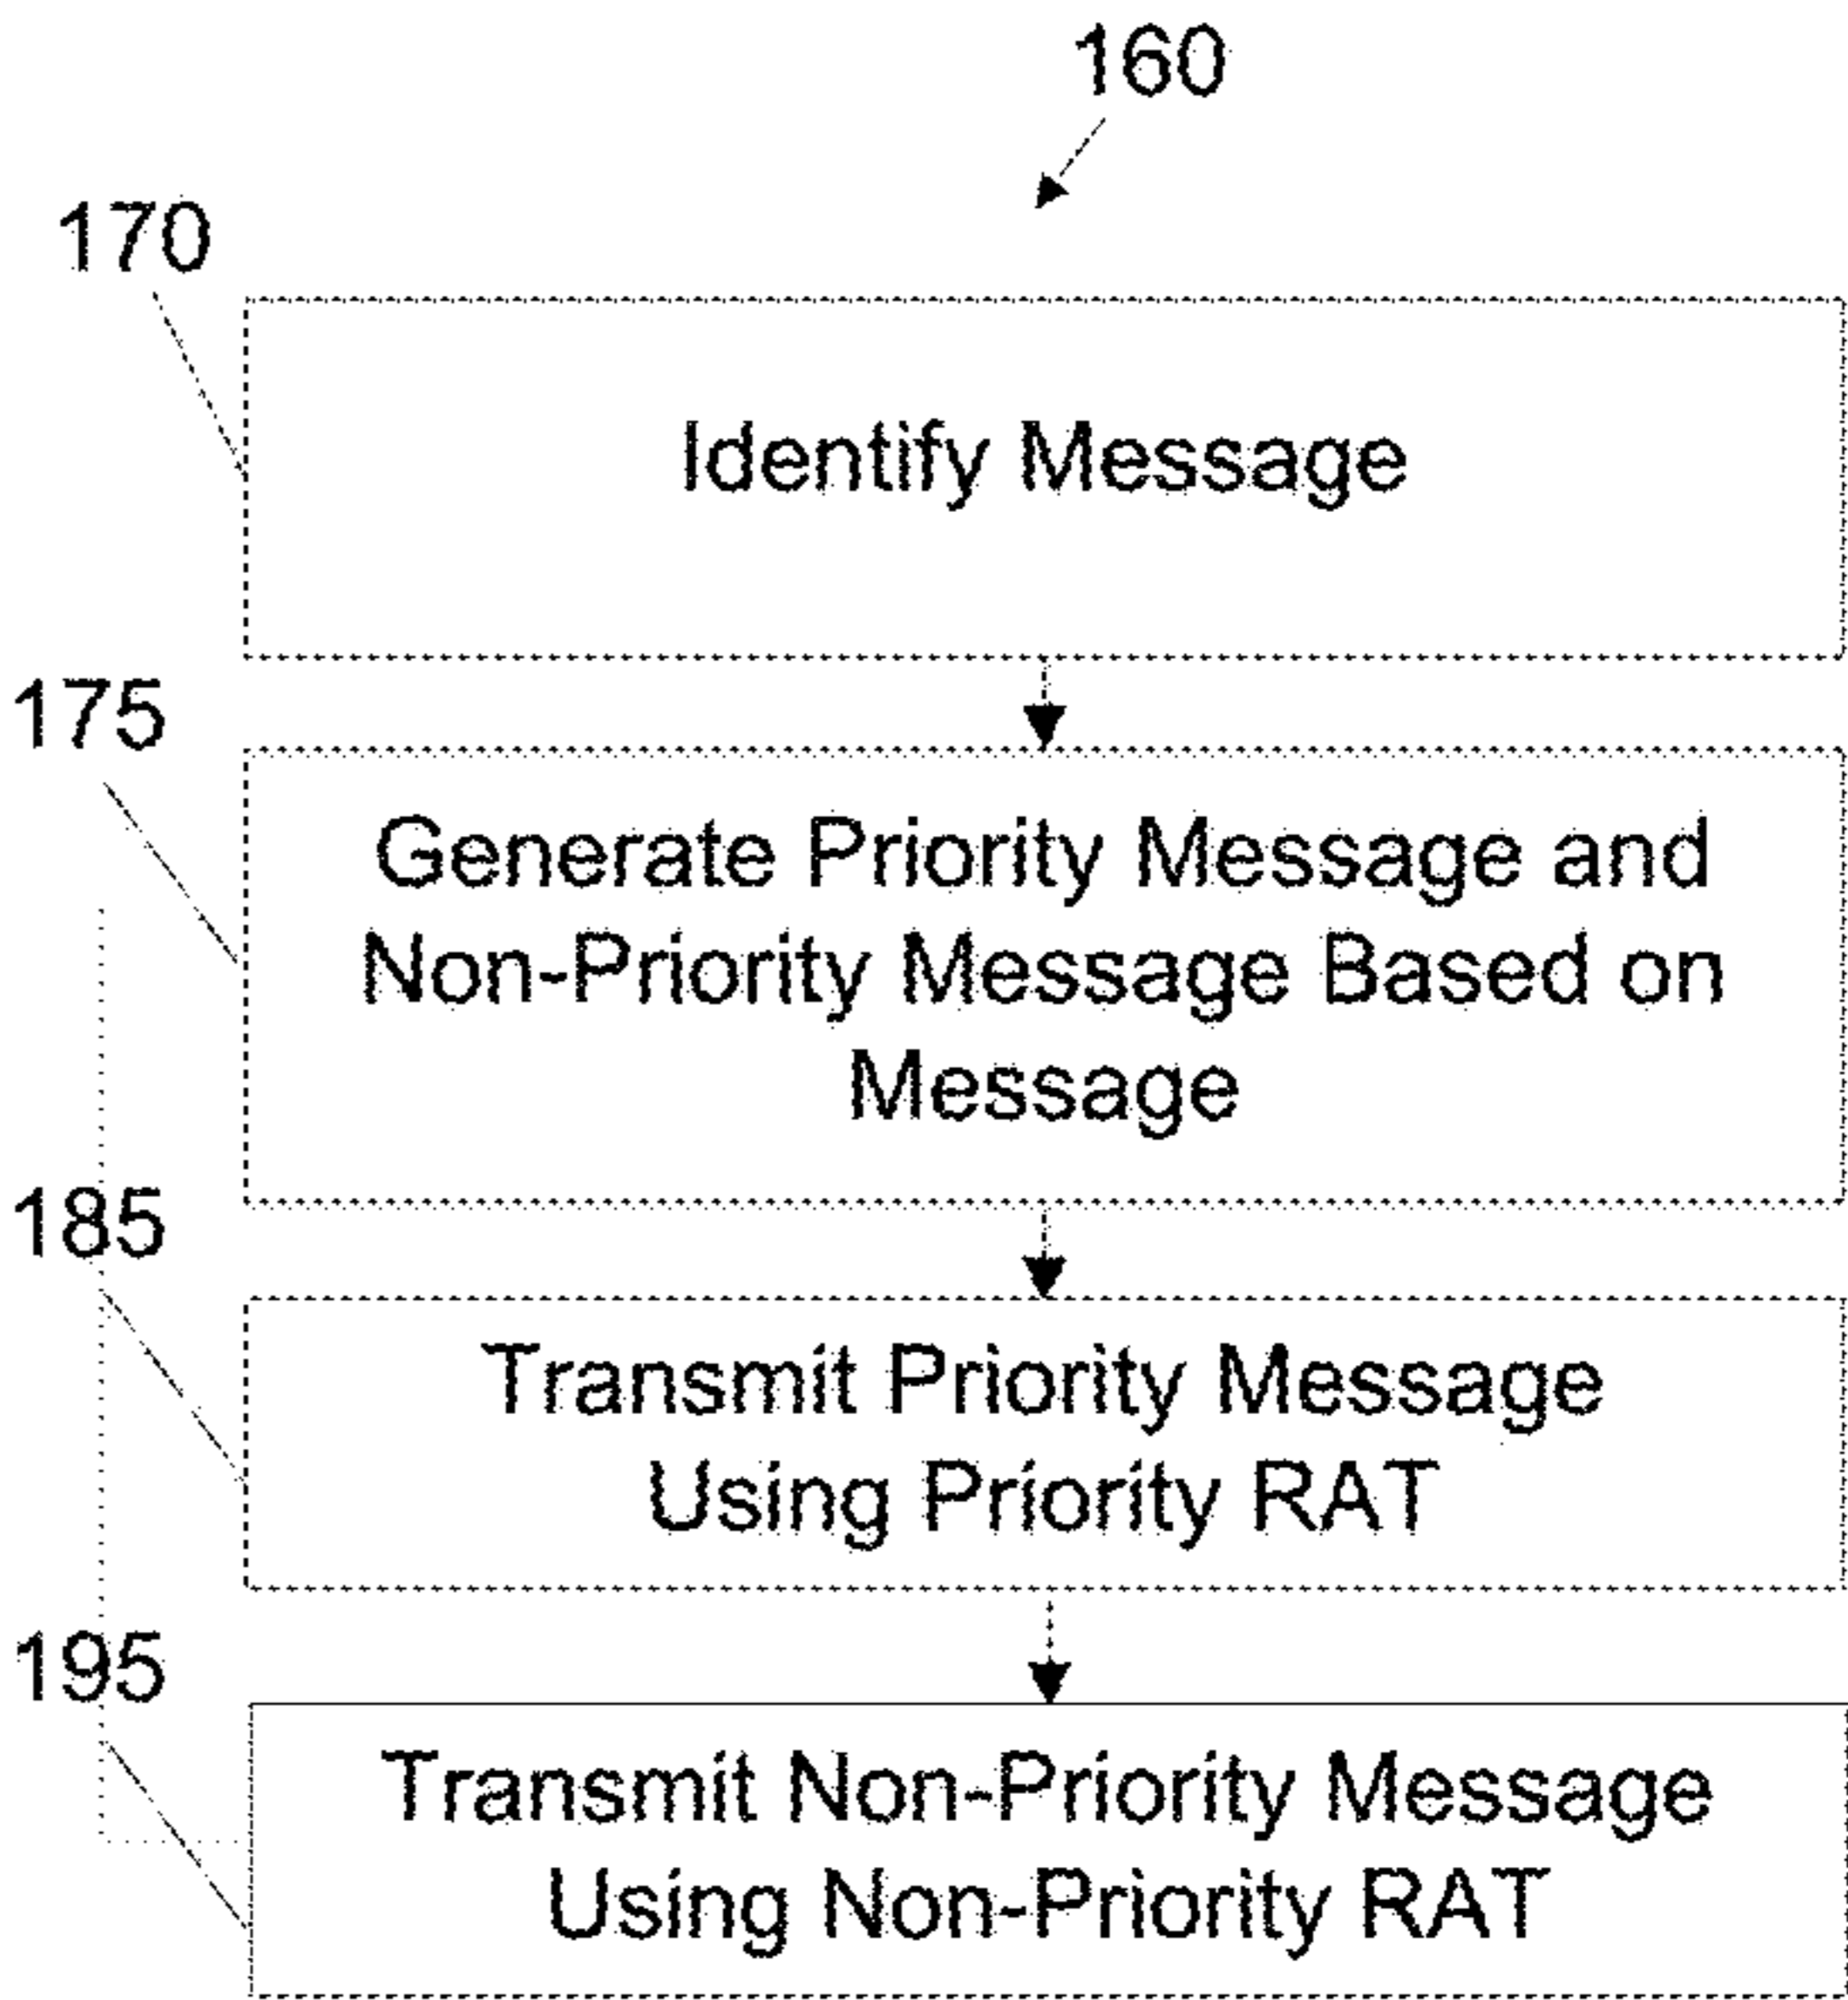 160
170
Identify Message
175
Generate Priority Message and
Non-Priority Message Based on
Message
185
Transmit Priority Message
Using Priority RAT
195
Transmit Non-Priority Message
Using Non-Priority RAT